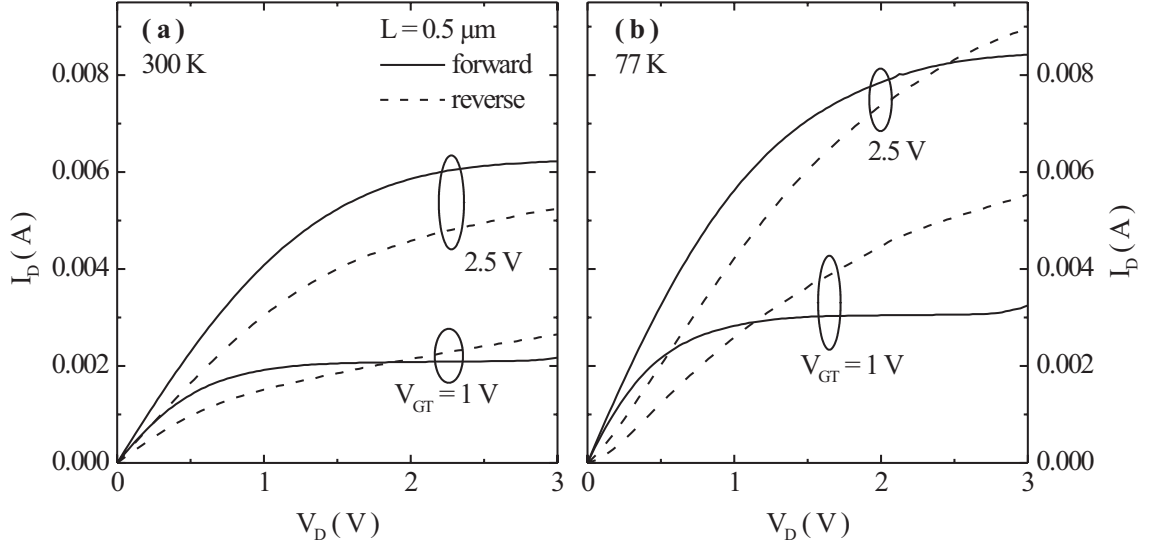 (a)
300 K
L = 0.5 μm
forward
reverse
2.5 V
V_GT = 1 V
0.008
0.006
0.004
0.002
0.000
I_D (A)
0
1
2
3
V_D (V)
(b)
77 K
2.5 V
V_GT = 1 V
0.008
0.006
0.004
0.002
0.000
I_D (A)
0
1
2
3
V_D (V)